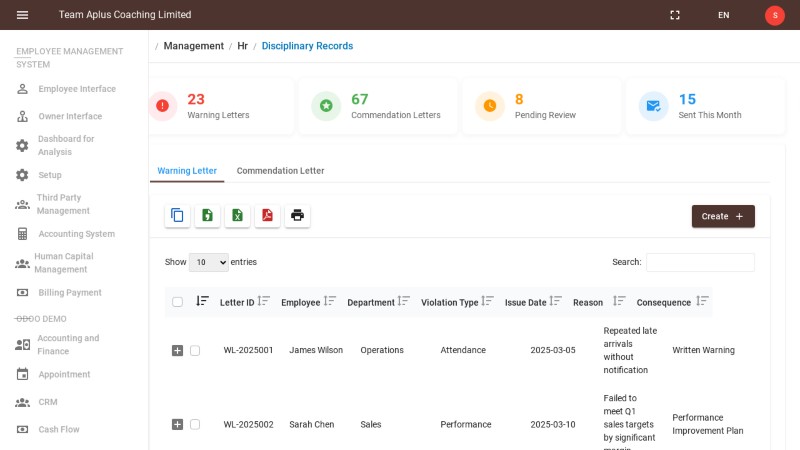 Team Aplus Coaching Limited
EN
S
EMPLOYEE MANAGEMENT
SYSTEM
Employee Interface
Owner Interface
Dashboard for
Analysis
Setup
Third Party
Management
Accounting System
Human Capital
Management
Billing Payment
ODOO DEMO
Accounting and
Finance
Appointment
CRM
Cash Flow
/ Management / Hr / Disciplinary Records
23
Warning Letters
67
Commendation Letters
8
Pending Review
15
Sent This Month
Warning Letter
Commendation Letter
Create +
Show 10 entries
Search:
Letter ID Employee Department Violation Type Issue Date Reason Consequence
WL-2025001 James Wilson Operations Attendance 2025-03-05
Repeated late
arrivals
without
notification
Written Warning
WL-2025002 Sarah Chen Sales Performance 2025-03-10
Failed to
meet Q1
sales targets
by significant
margin
Performance
Improvement Plan